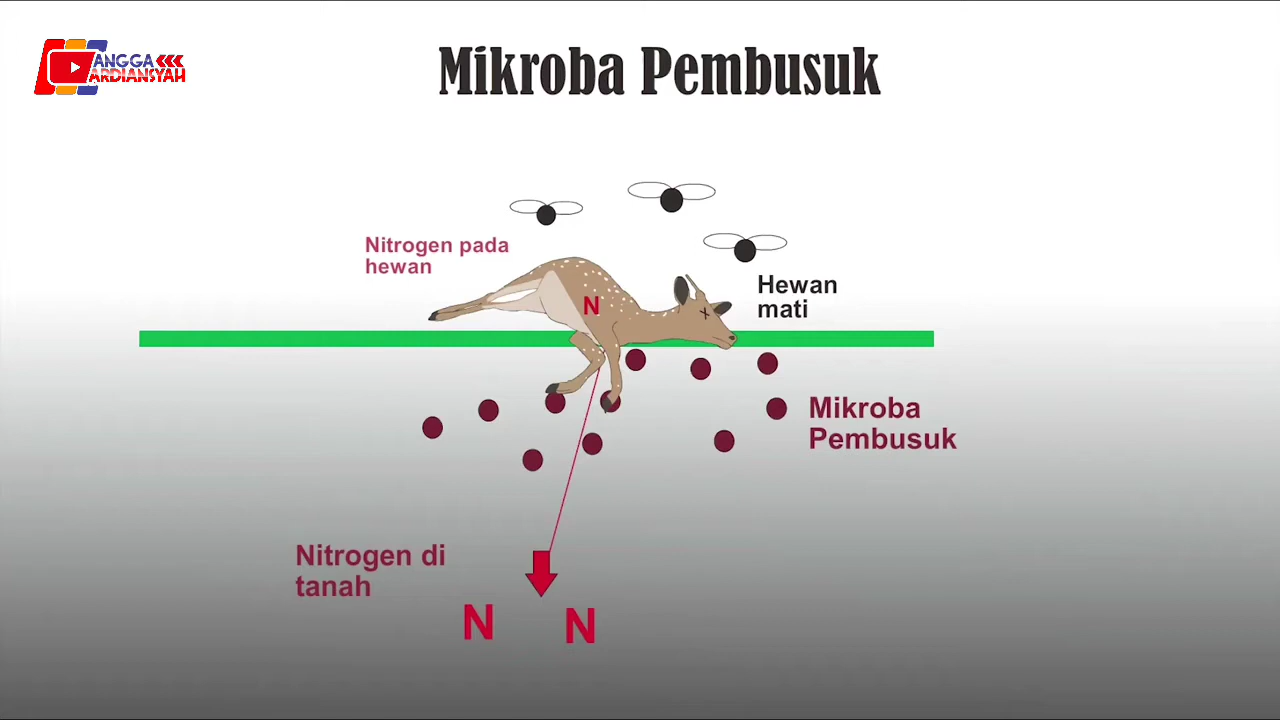 ANGGA
ARDIANSYAH
Mikroba Pembusuk
Nitrogen pada
hewan
N
Hewan
mati
Mikroba
Pembusuk
Nitrogen di
tanah
N N